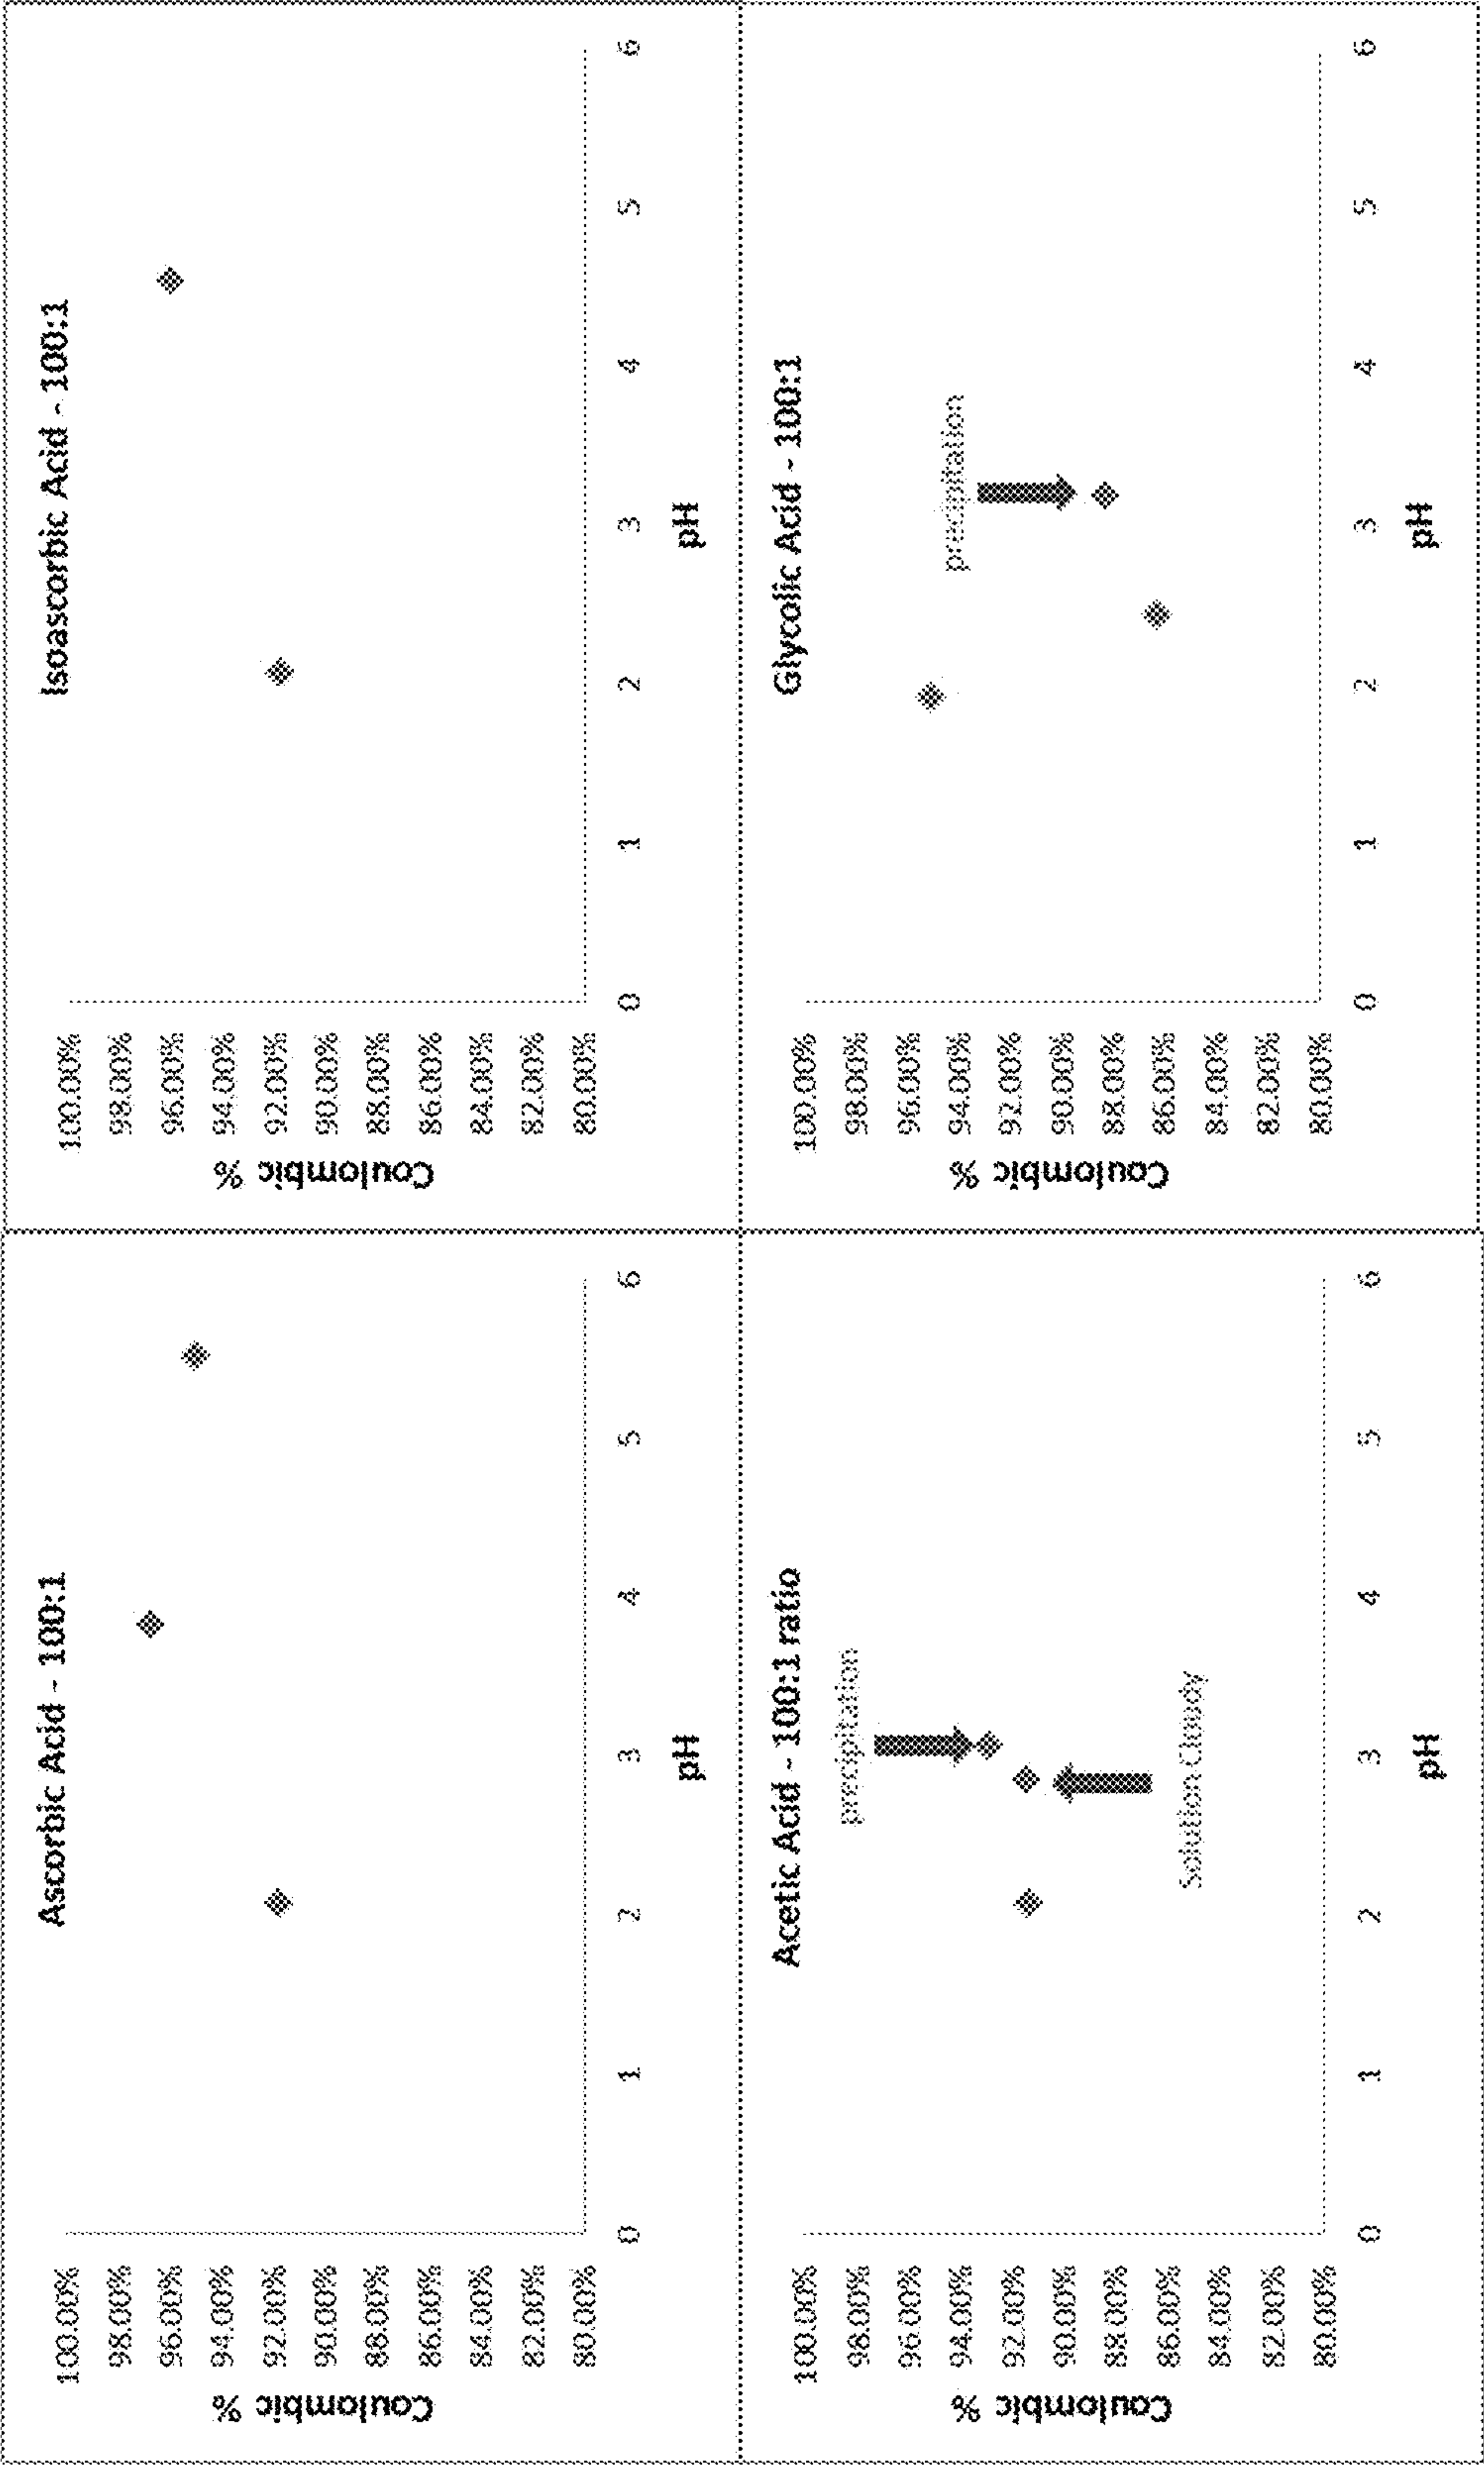 Ascorbic Acid - 100:1
100.00%
98.00%
96.00%
94.00%
92.00%
90.00%
88.00%
86.00%
84.00%
82.00%
80.00%
Coulombic %
0 1 2 3 4 5 6
pH
Isoascorbic Acid - 100:1
100.00%
98.00%
96.00%
94.00%
92.00%
90.00%
88.00%
86.00%
84.00%
82.00%
80.00%
Coulombic %
0 1 2 3 4 5 6
pH
Acetic Acid - 100:1 ratio
100.00%
98.00%
96.00%
94.00%
92.00%
90.00%
88.00%
86.00%
84.00%
82.00%
80.00%
Coulombic %
precipitation
Solution Cloudy
0 1 2 3 4 5 6
pH
Glycolic Acid - 100:1
100.00%
98.00%
96.00%
94.00%
92.00%
90.00%
88.00%
86.00%
84.00%
82.00%
80.00%
Coulombic %
precipitation
0 1 2 3 4 5 6
pH